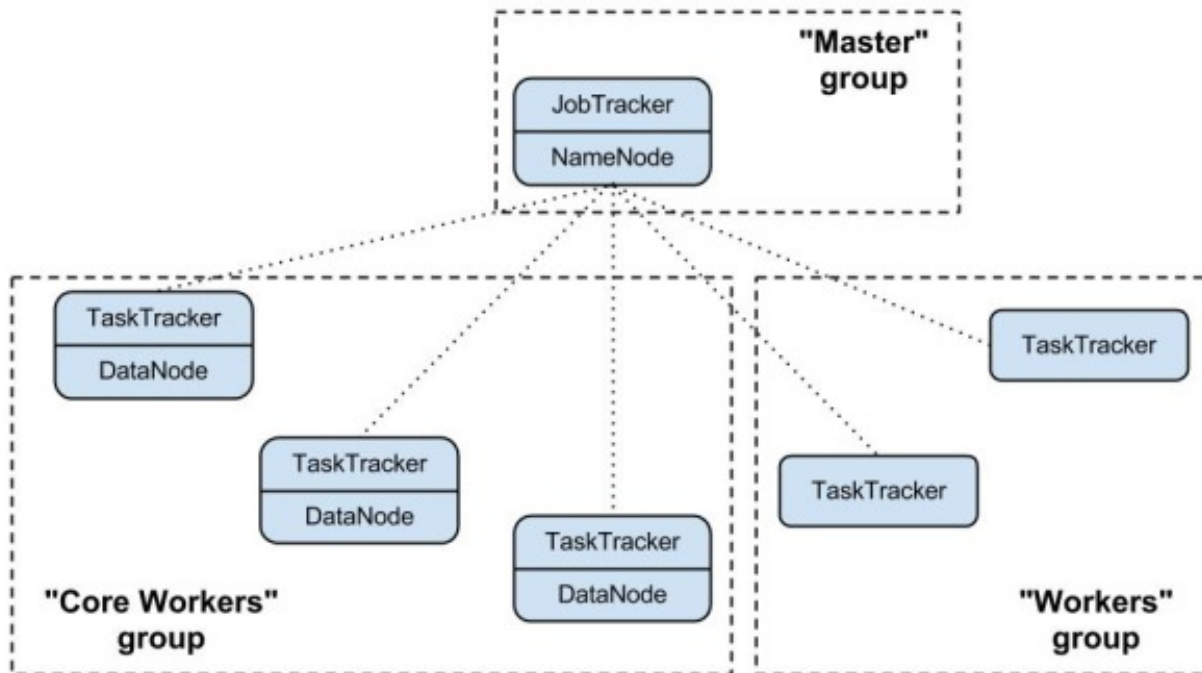 "Master"
group
JobTracker
NameNode
TaskTracker
DataNode
TaskTracker
DataNode
TaskTracker
DataNode
"Core Workers"
group
TaskTracker
TaskTracker
"Workers"
group